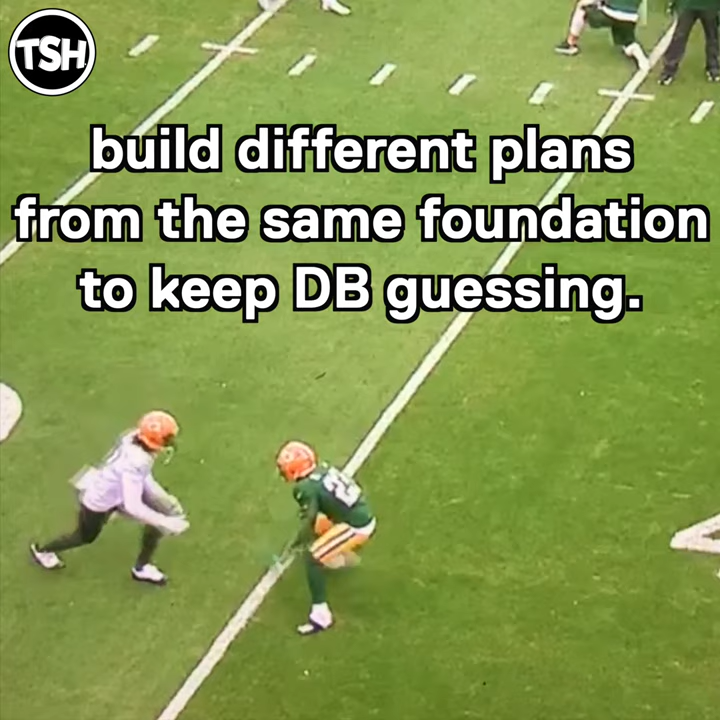 TSH
build different plans
from the same foundation
to keep DB guessing.